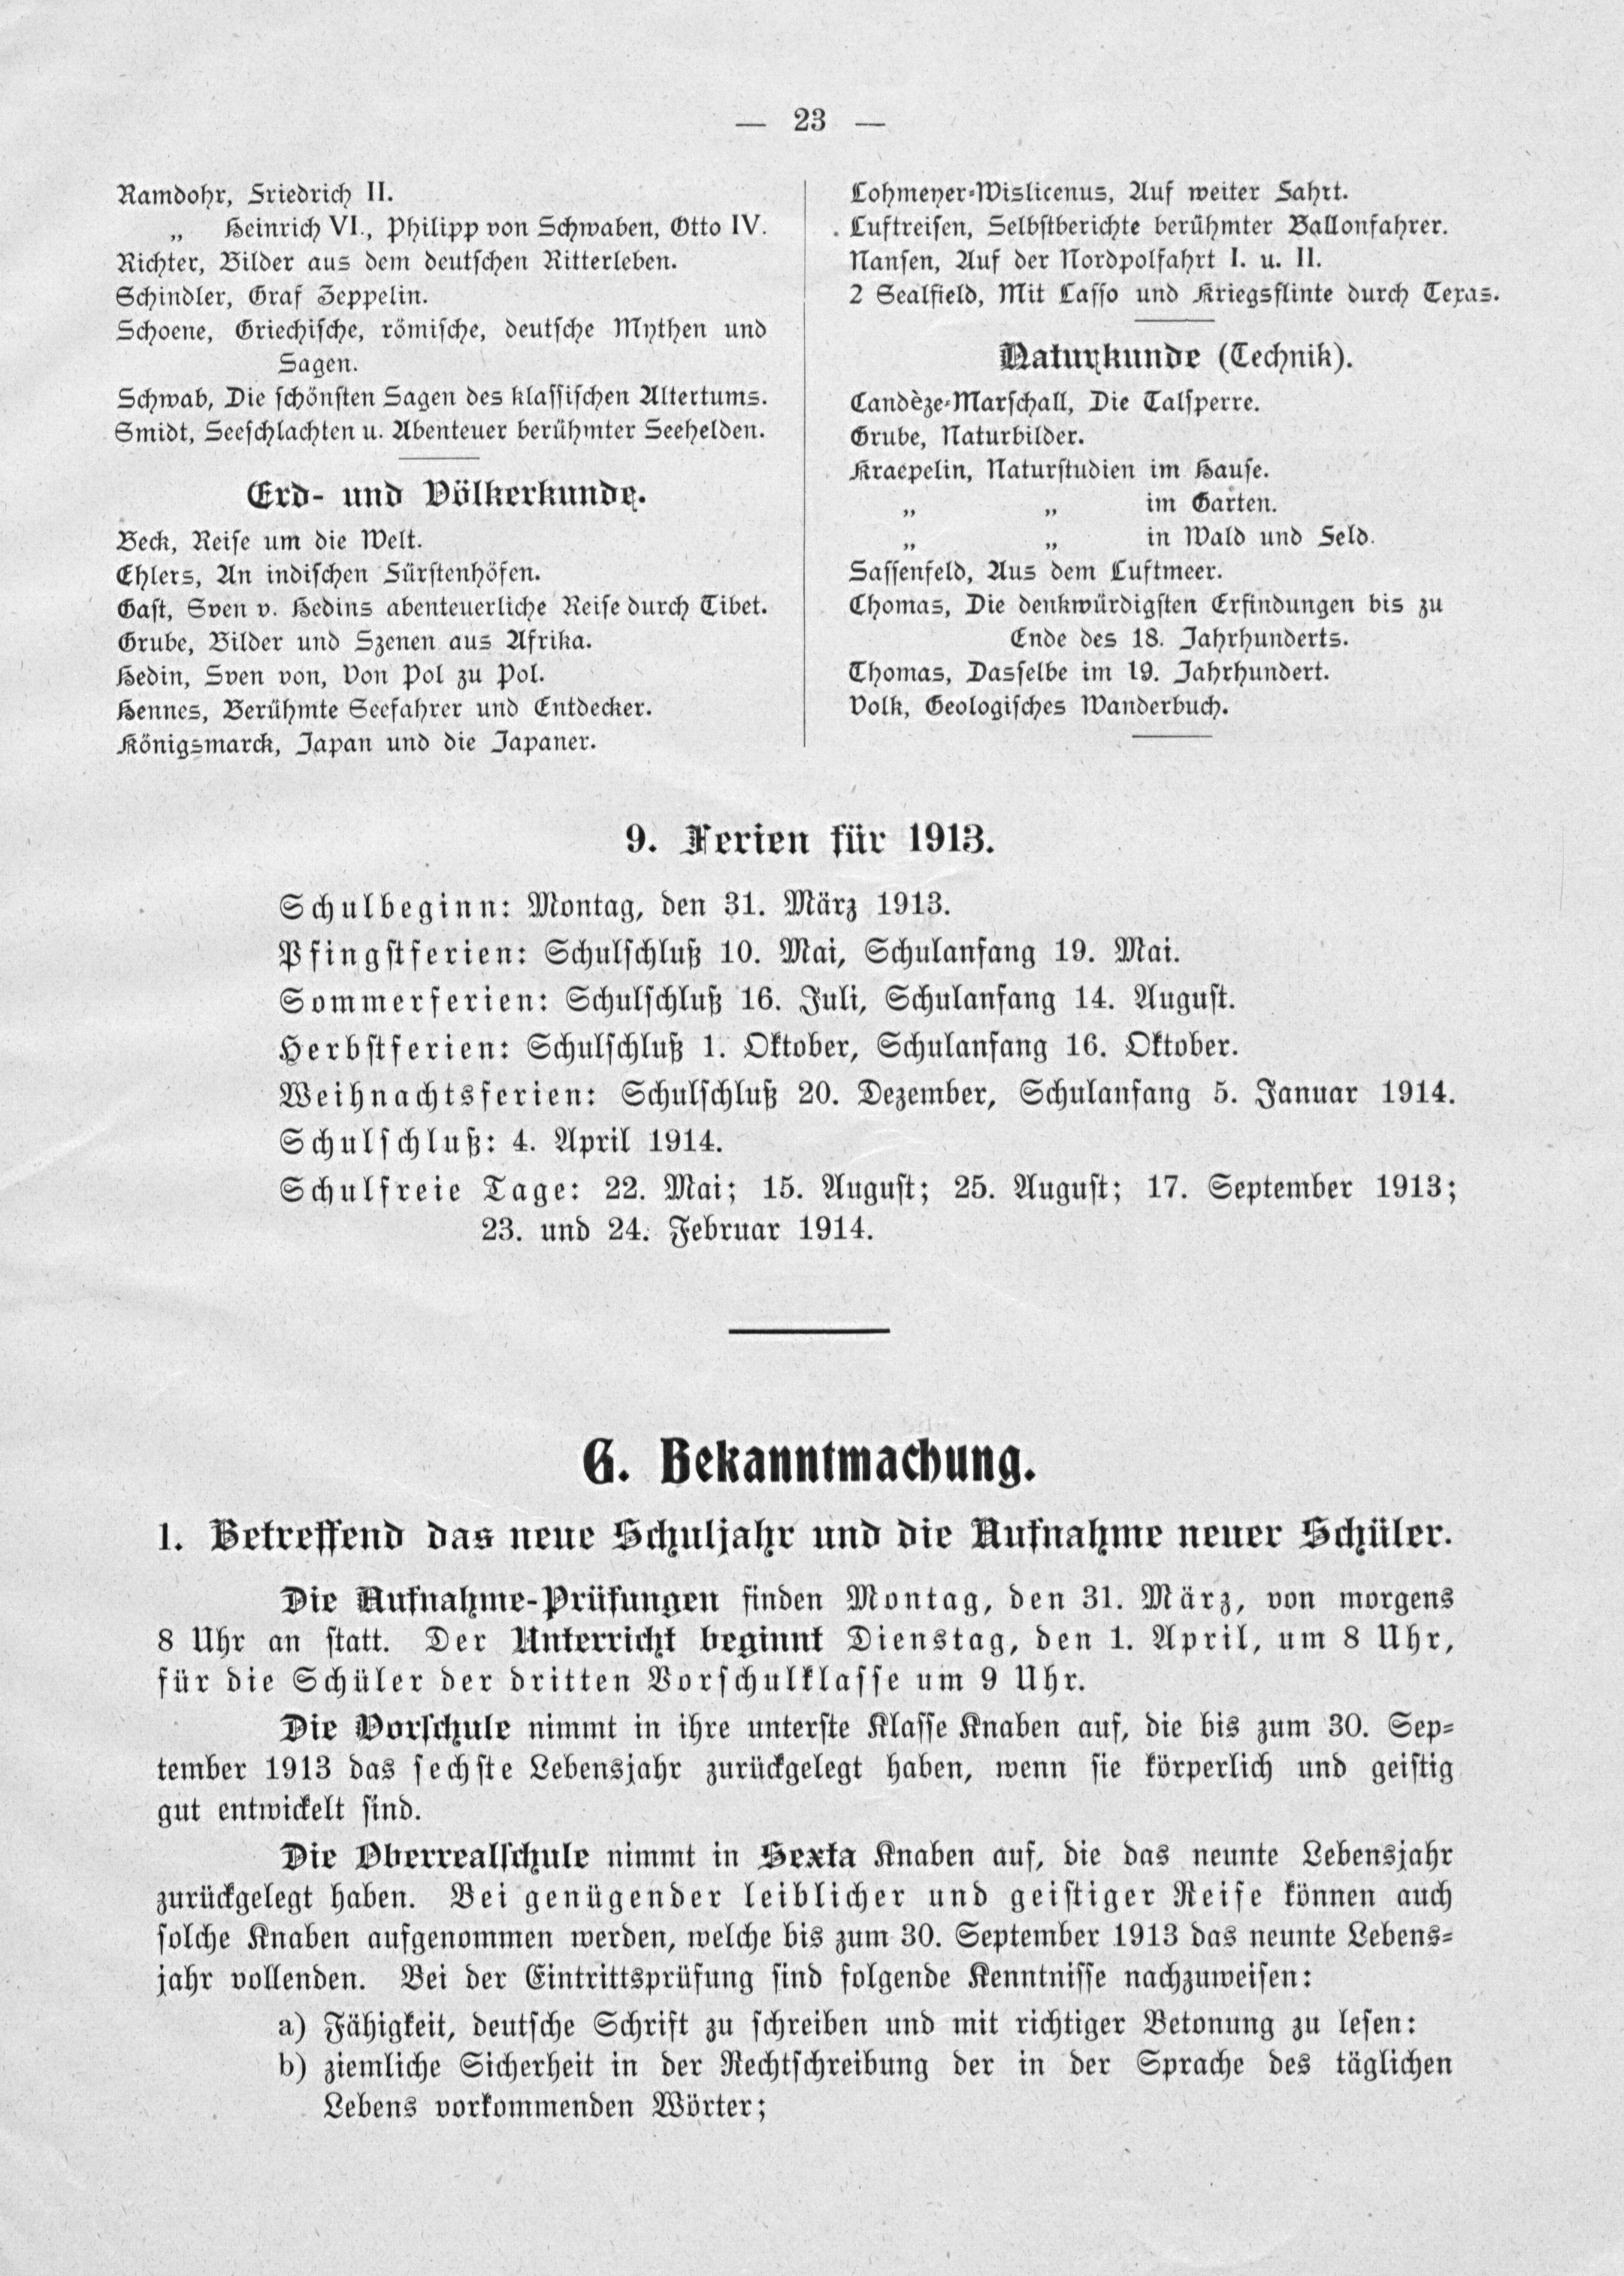 — 23 —
Ramdohr, Friedrich II.
„ Heinrich VI., Philipp von Schwaben, Otto IV.
Richter, Bilder aus dem deutschen Ritterleben.
Schindler, Graf Zeppelin.
Schoene, Griechische, römische, deutsche Mythen und
Sagen.
Schwab, Die schönsten Sagen des klassischen Altertums.
Smidt, Seeschlachten u. Abenteuer berühmter Seehelden.
Erd- und Völkerkunde.
Beck, Reise um die Welt.
Ehlers, An indischen Fürstenhöfen.
Gast, Sven v. Hedins abenteuerliche Reise durch Tibet.
Grube, Bilder und Szenen aus Afrika.
Hedin, Sven von, Von Pol zu Pol.
Hennes, Berühmte Seefahrer und Entdecker.
Königsmarck, Japan und die Japaner.
Lohmeyer-Wislicenus, Auf weiter Fahrt.
Luftreisen, Selbstberichte berühmter Ballonfahrer.
Nansen, Auf der Nordpolfahrt I. u. II.
2 Sealfield, Mit Lasso und Kriegsflinte durch Texas.
Naturkunde (Technik).
Candèze-Marschall, Die Talsperre.
Grube, Naturbilder.
Kraepelin, Naturstudien im Hause.
„ „ im Garten.
„ „ in Wald und Feld.
Sassenfeld, Aus dem Luftmeer.
Thomas, Die denkwürdigsten Erfindungen bis zu
Ende des 18. Jahrhunderts.
Thomas, Dasselbe im 19. Jahrhundert.
Volk, Geologisches Wanderbuch.
9. Ferien für 1913.
Schulbeginn: Montag, den 31. März 1913.
Pfingstferien: Schulschluß 10. Mai, Schulanfang 19. Mai.
Sommerferien: Schulschluß 16. Juli, Schulanfang 14. August.
Herbstferien: Schulschluß 1. Oktober, Schulanfang 16. Oktober.
Weihnachtsferien: Schulschluß 20. Dezember, Schulanfang 5. Januar 1914.
Schulschluß: 4. April 1914.
Schulfreie Tage: 22. Mai; 15. August; 25. August; 17. September 1913;
23. und 24. Februar 1914.
G. Bekanntmachung.
1. Betreffend das neue Schuljahr und die Aufnahme neuer Schüler.
Die Aufnahme-Prüfungen finden Montag, den 31. März, von morgens
8 Uhr an statt. Der Unterricht beginnt Dienstag, den 1. April, um 8 Uhr,
für die Schüler der dritten Vorschulklasse um 9 Uhr.
Die Vorschule nimmt in ihre unterste Klasse Knaben auf, die bis zum 30. Sep-
tember 1913 das sechste Lebensjahr zurückgelegt haben, wenn sie körperlich und geistig
gut entwickelt sind.
Die Oberrealschule nimmt in Sexta Knaben auf, die das neunte Lebensjahr
zurückgelegt haben. Bei genügender leiblicher und geistiger Reife können auch
solche Knaben aufgenommen werden, welche bis zum 30. September 1913 das neunte Lebens-
jahr vollenden. Bei der Eintrittsprüfung sind folgende Kenntnisse nachzuweisen:
a) Fähigkeit, deutsche Schrift zu schreiben und mit richtiger Betonung zu lesen:
b) ziemliche Sicherheit in der Rechtschreibung der in der Sprache des täglichen
Lebens vorkommenden Wörter;